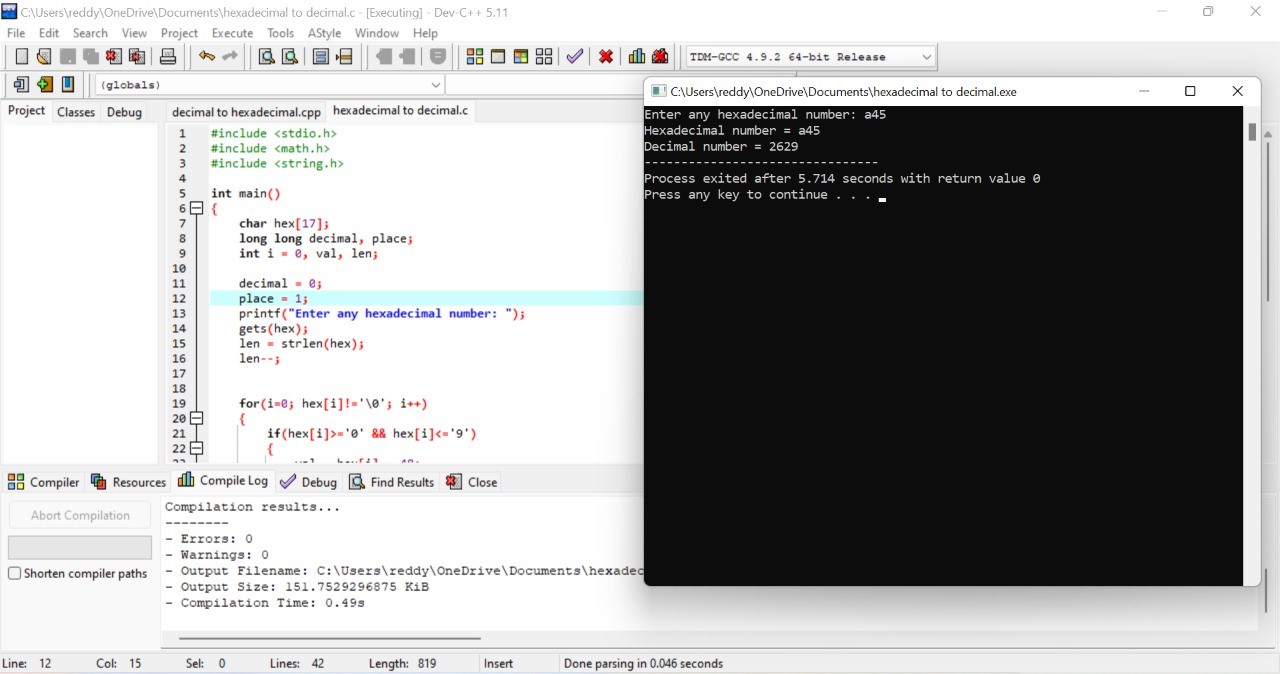 C:\Users\reddy\OneDrive\Documents\hexadecimal to decimal.c - [Executing] - Dev-C++ 5.11
File Edit Search View Project Execute Tools AStyle Window Help
TDM-GCC 4.9.2 64-bit Release
(globals)
Project Classes Debug
decimal to hexadecimal.cpp hexadecimal to decimal.c
1 #include <stdio.h>
2 #include <math.h>
3 #include <string.h>
4
5 int main()
6 {
7 char hex[17];
8 long long decimal, place;
9 int i = 0, val, len;
10
11 decimal = 0;
12 place = 1;
13 printf("Enter any hexadecimal number: ");
14 gets(hex);
15 len = strlen(hex);
16 len--;
17
18
19 for(i=0; hex[i]!='\0'; i++)
20 {
21 if(hex[i]>='0' && hex[i]<='9')
22 {
C:\Users\reddy\OneDrive\Documents\hexadecimal to decimal.exe
Enter any hexadecimal number: a45
Hexadecimal number = a45
Decimal number = 2629
--------------------------------
Process exited after 5.714 seconds with return value 0
Press any key to continue . . .
Compiler Resources Compile Log Debug Find Results Close
Abort Compilation
Shorten compiler paths
Compilation results...
--------
- Errors: 0
- Warnings: 0
- Output Filename: C:\Users\reddy\OneDrive\Documents\hexadec
- Output Size: 151.7529296875 KiB
- Compilation Time: 0.49s
Line: 12 Col: 15 Sel: 0 Lines: 42 Length: 819 Insert Done parsing in 0.046 seconds